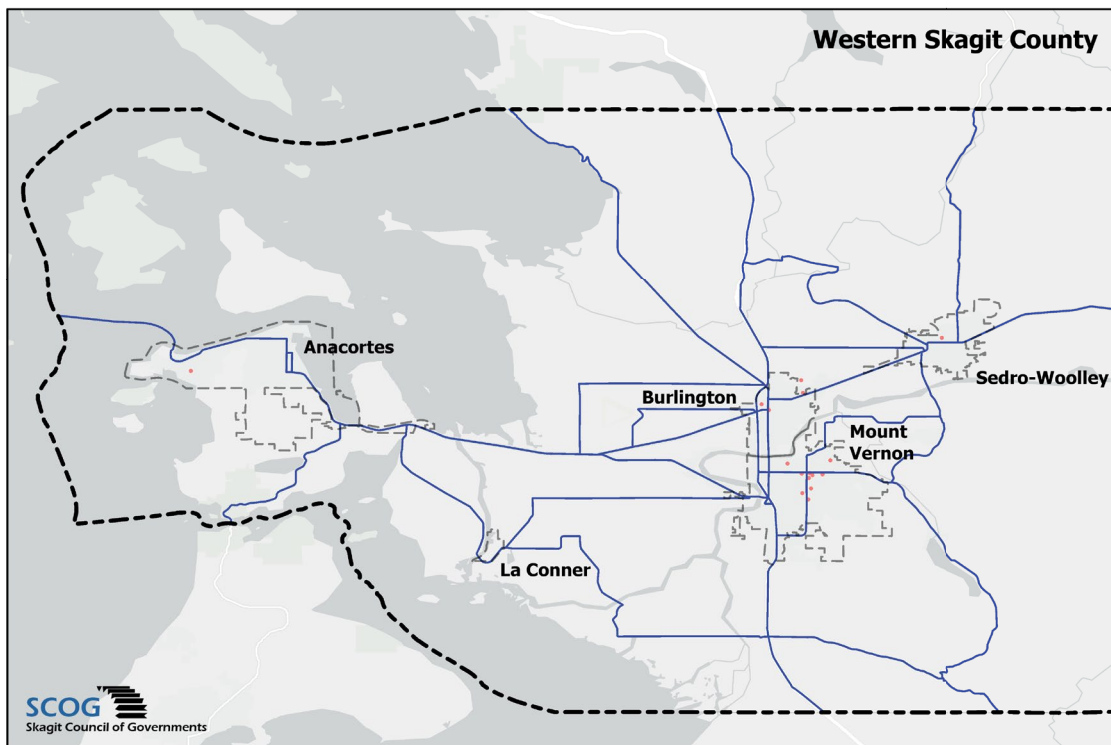 Western Skagit County
Anacortes
Burlington
Sedro-Woolley
Mount
Vernon
La Conner
SCOG
Skagit Council of Governments